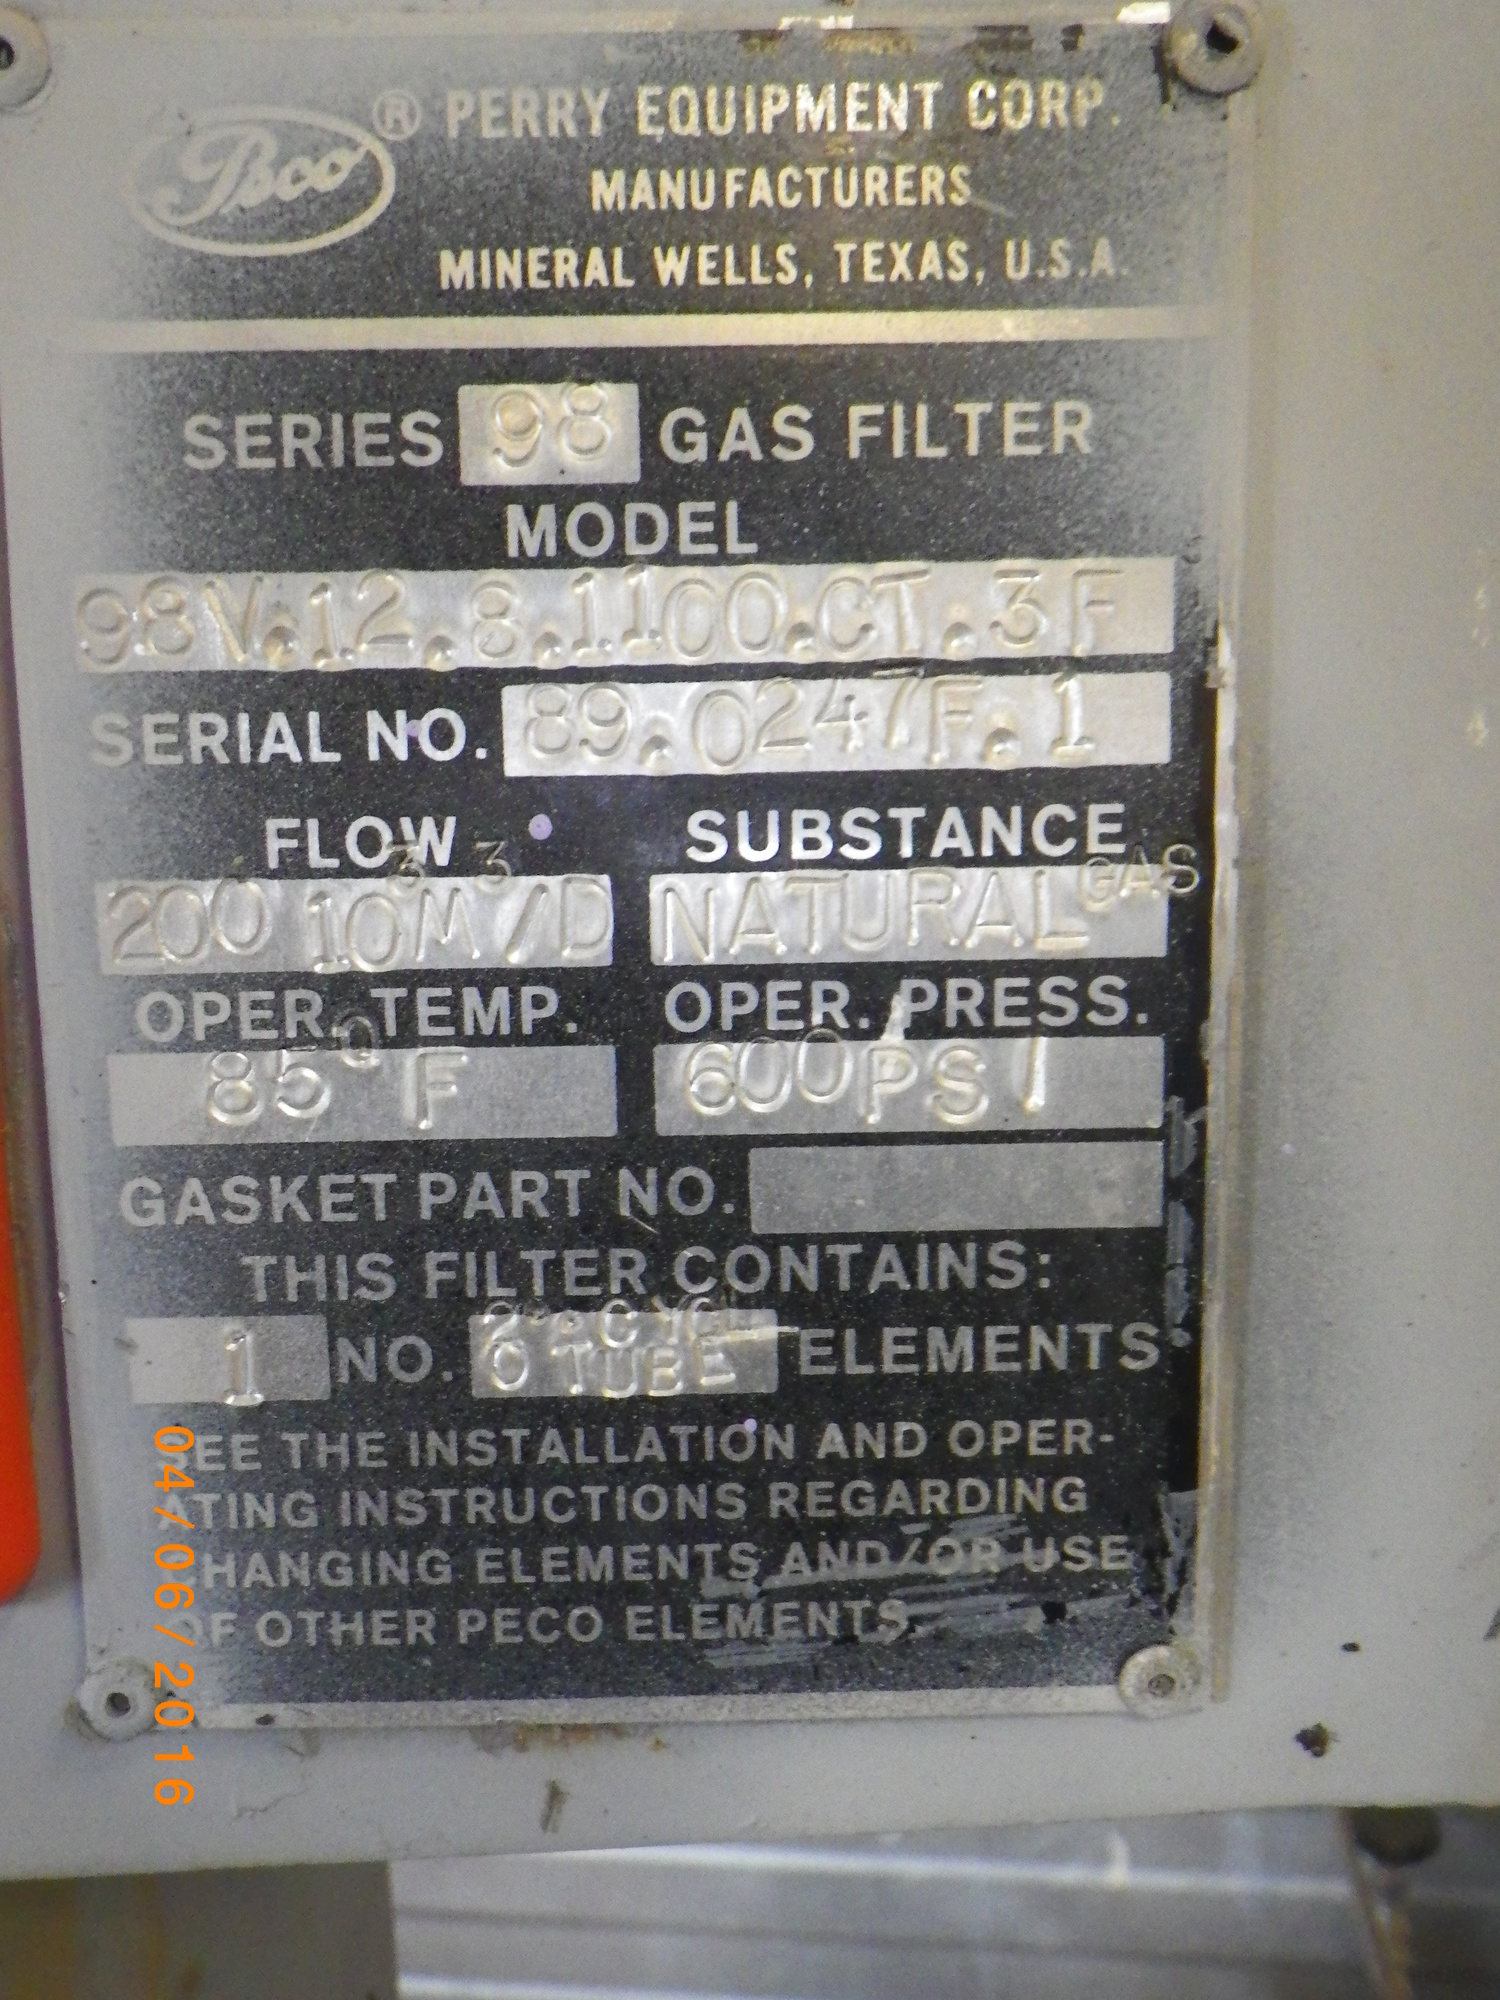 Peco ® PERRY EQUIPMENT CORP.
MANUFACTURERS
MINERAL WELLS, TEXAS, U.S.A.
SERIES 98 GAS FILTER
MODEL
98V.12.8.1100.CT.3F
SERIAL NO. 89.0247F.1
FLOW SUBSTANCE
200 10³M³/D NATURAL GAS
OPER. TEMP. OPER. PRESS.
85°F 600 PSI
GASKET PART NO.
THIS FILTER CONTAINS:
1 NO. TUBE ELEMENTS
SEE THE INSTALLATION AND OPER-
ATING INSTRUCTIONS REGARDING
CHANGING ELEMENTS AND/OR USE
OF OTHER PECO ELEMENTS.
04/06/2016